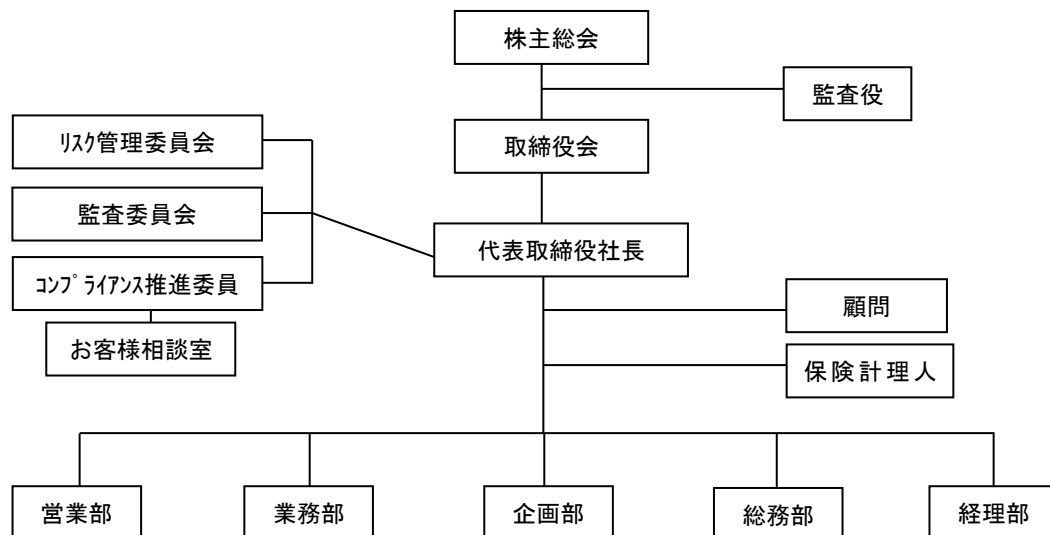 株主総会
監査役
取締役会
ﾘｽｸ管理委員会
監査委員会
代表取締役社長
ｺﾝﾌﾟﾗｲｱﾝｽ推進委員
顧問
お客様相談室
保険計理人
営業部
業務部
企画部
総務部
経理部